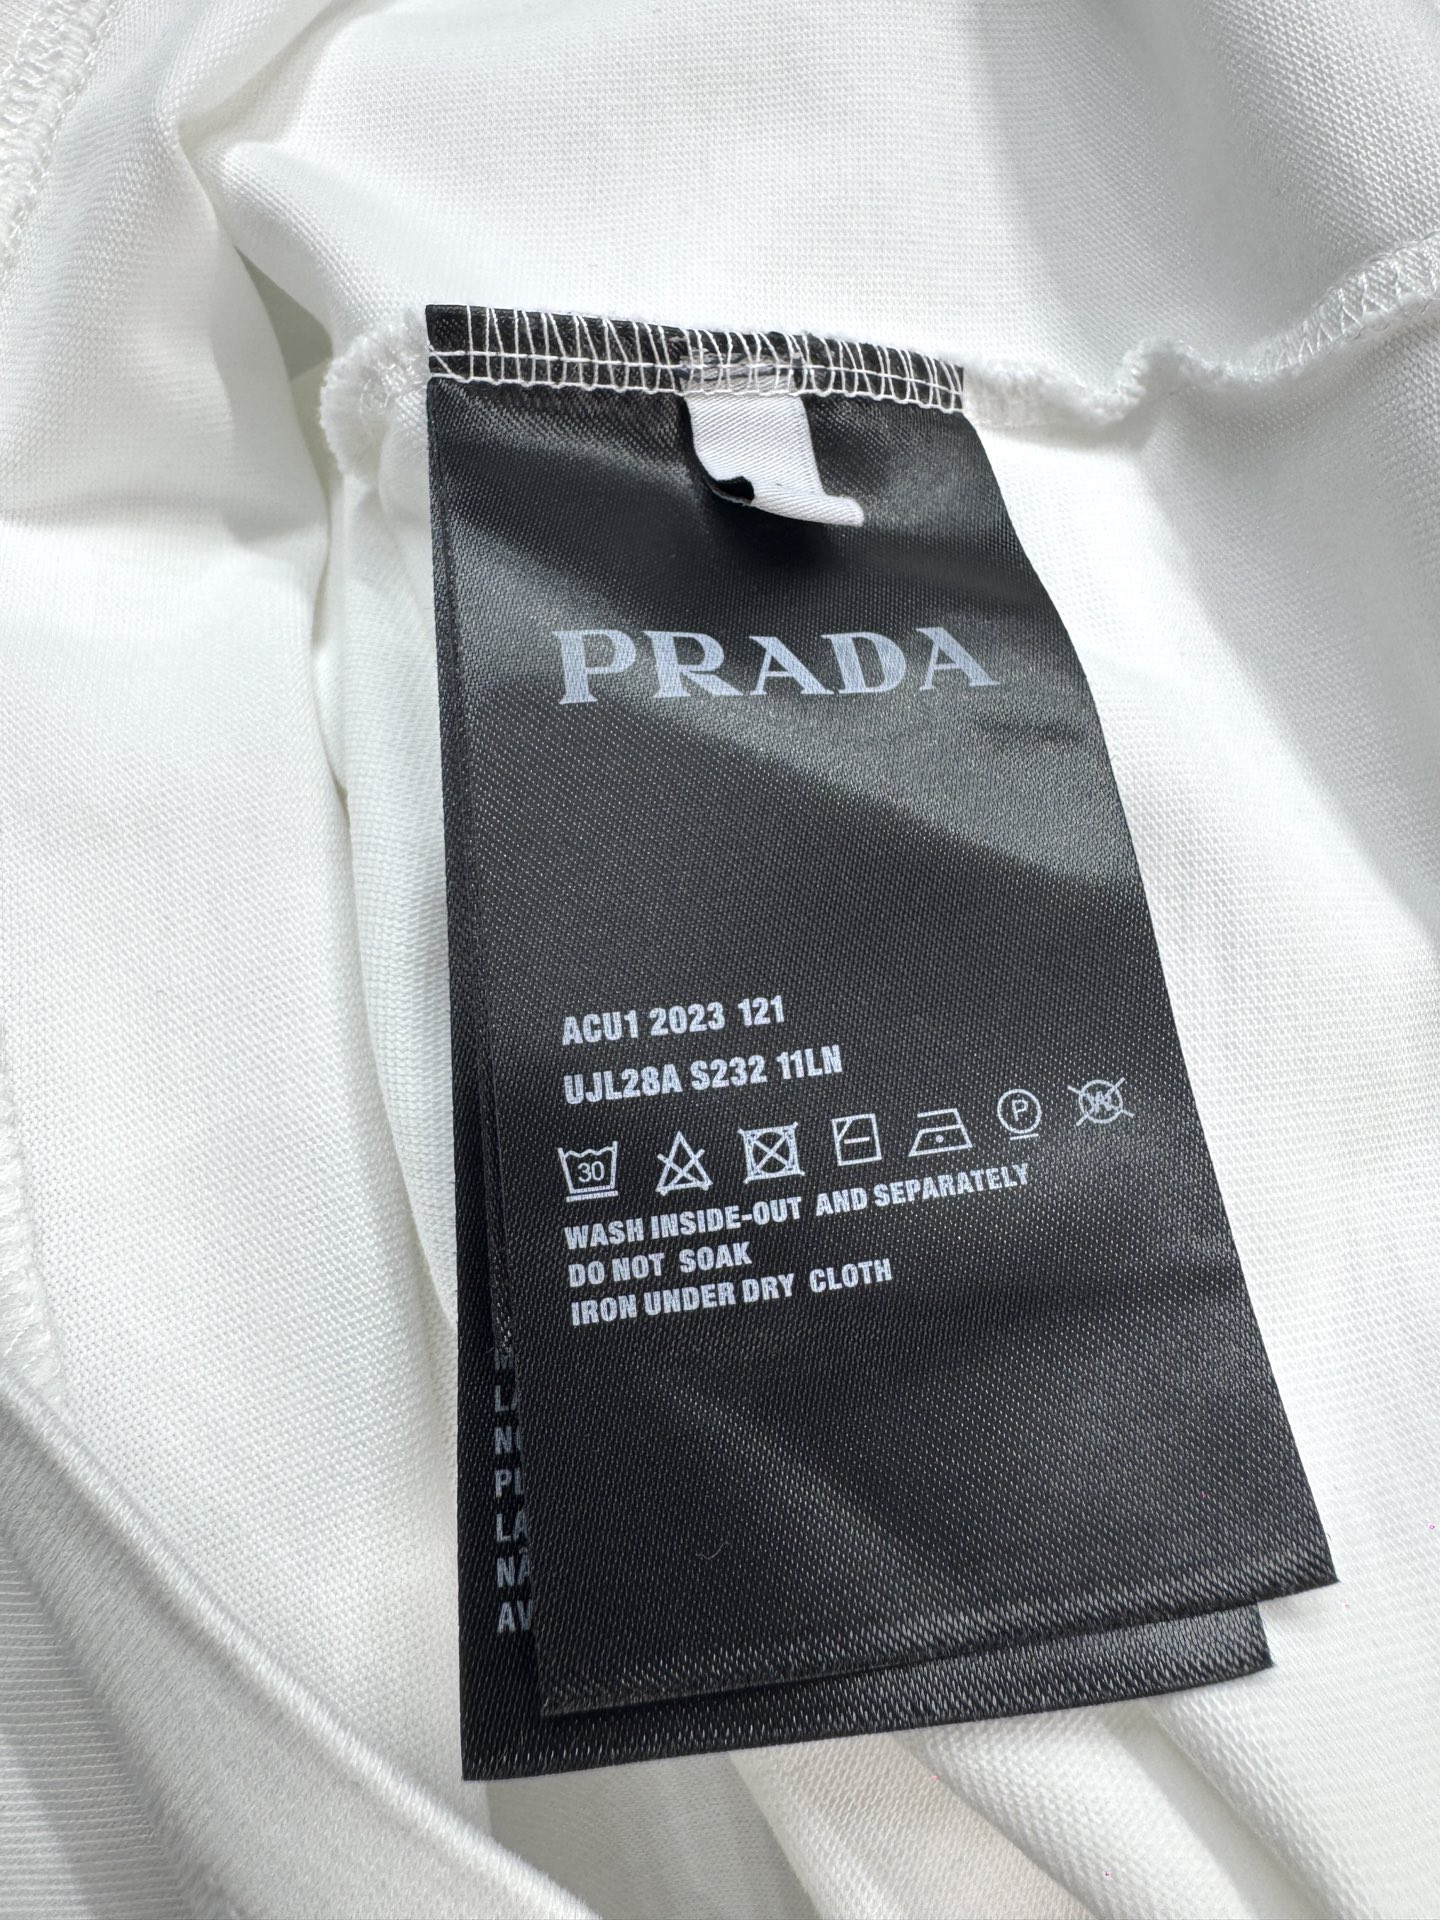 PRADA
ACU1 2023 121
UJL28A S232 11LN
30
P
WASH INSIDE-OUT AND SEPARATELY
DO NOT SOAK
IRON UNDER DRY CLOTH